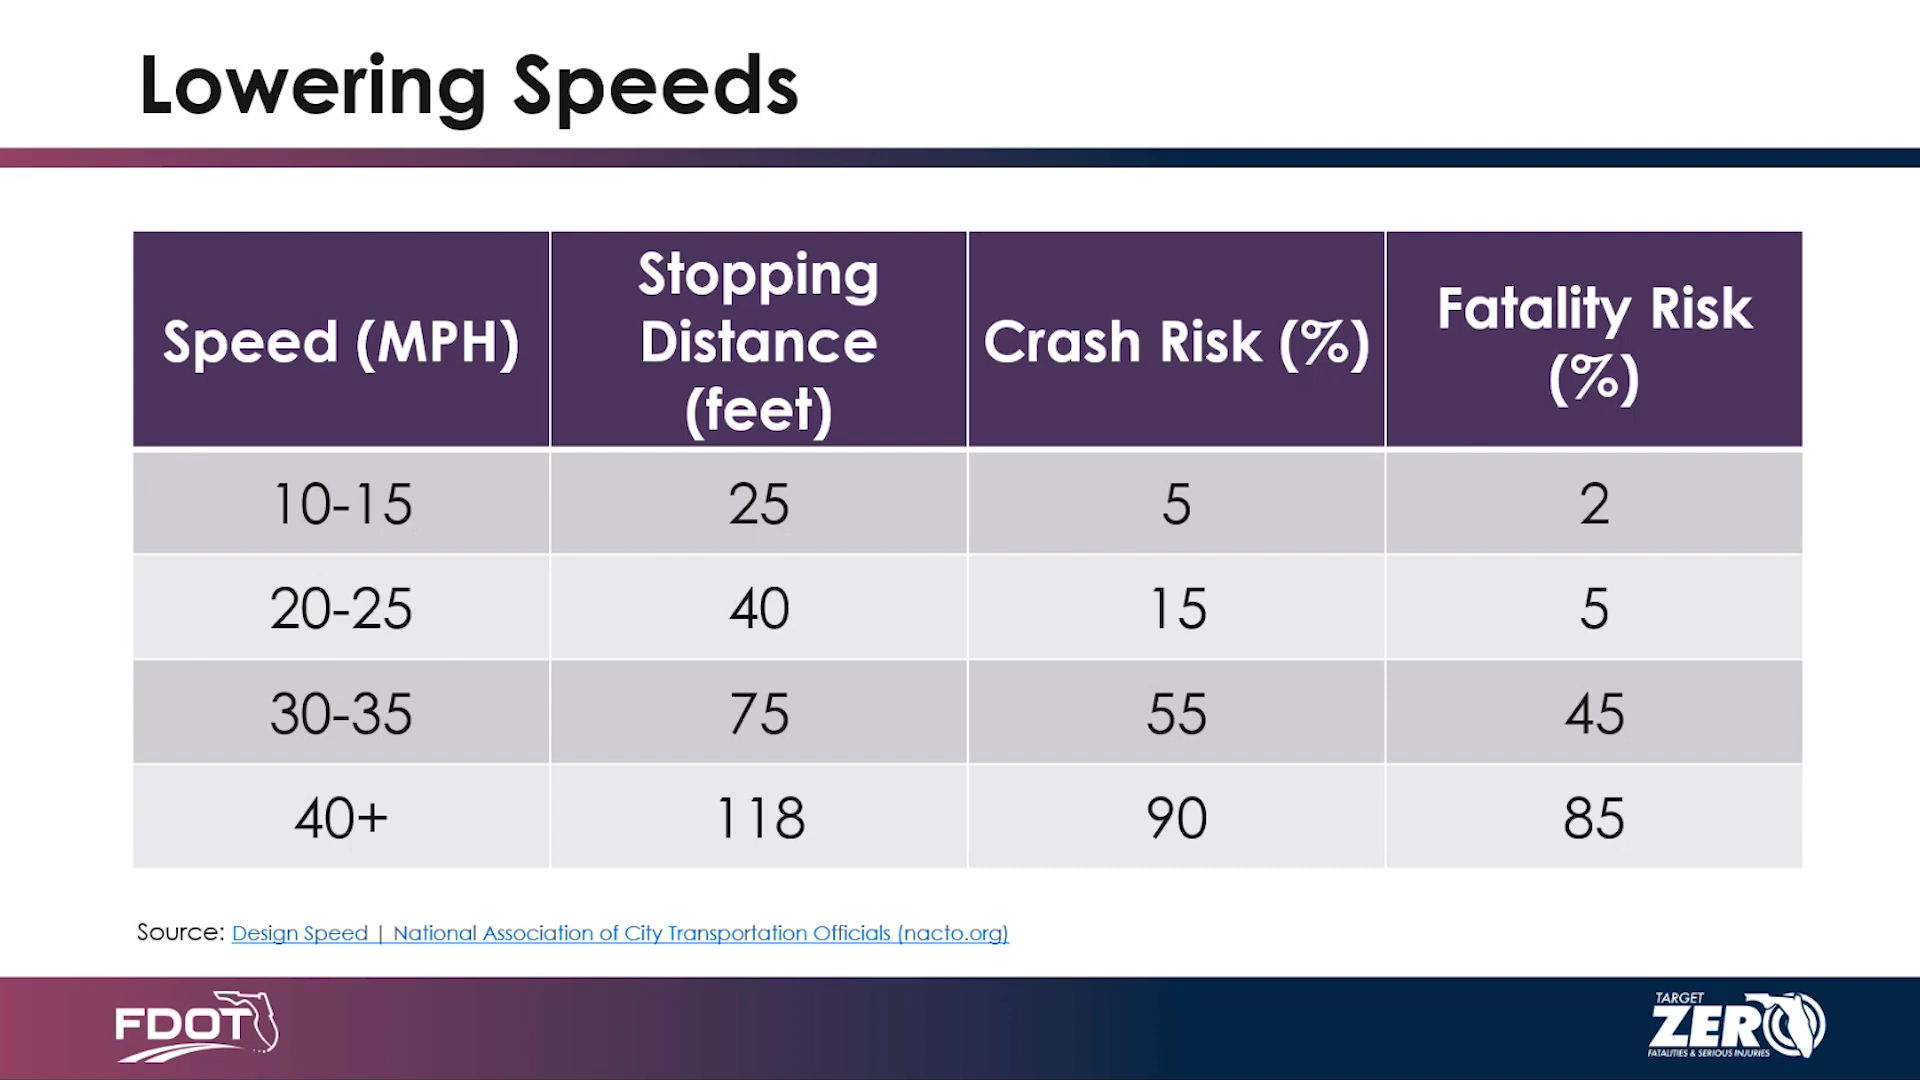 Lowering Speeds
Speed (MPH)
Stopping
Distance
(feet)
Crash Risk (%)
Fatality Risk
(%)
10-15 25 5 2
20-25 40 15 5
30-35 75 55 45
40+ 118 90 85
Source: Design Speed | National Association of City Transportation Officials (nacto.org)
FDOT
TARGET
ZERO
FATALITIES & SERIOUS INJURIES